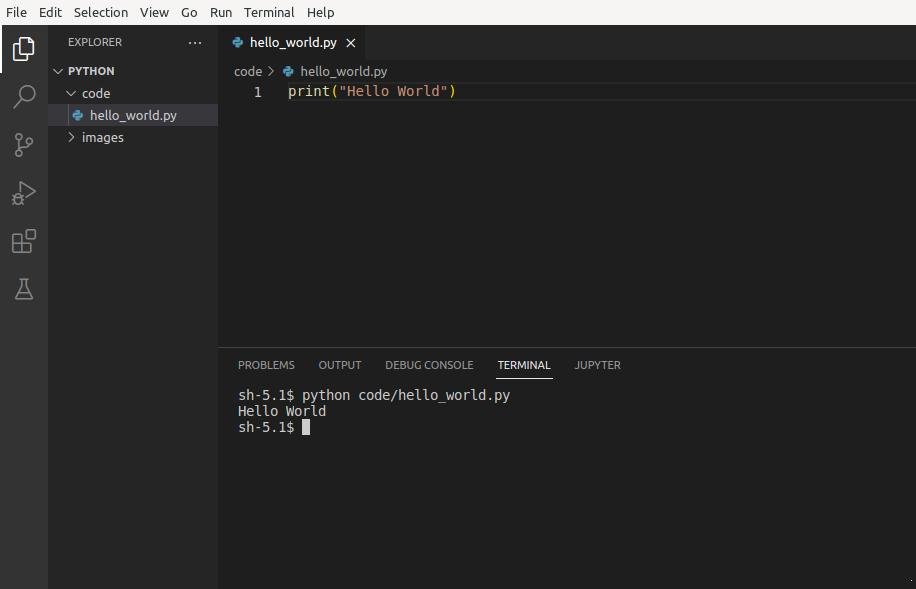 File Edit Selection View Go Run Terminal Help
EXPLORER ...
PYTHON
code
hello_world.py
images
hello_world.py
code > hello_world.py
1 print("Hello World")
PROBLEMS OUTPUT DEBUG CONSOLE TERMINAL JUPYTER
sh-5.1$ python code/hello_world.py
Hello World
sh-5.1$